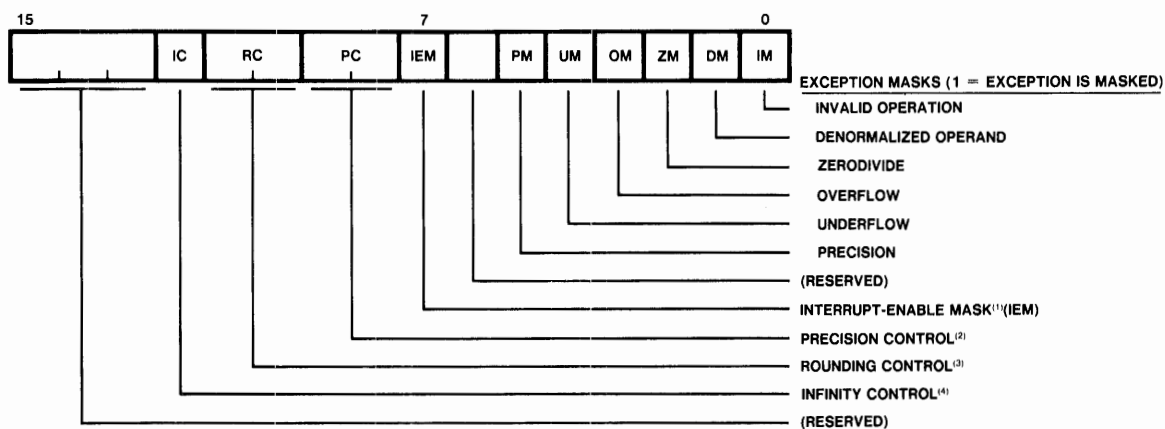 15 7 0
IC RC PC IEM PM UM OM ZM DM IM
EXCEPTION MASKS (1 = EXCEPTION IS MASKED)
INVALID OPERATION
DENORMALIZED OPERAND
ZERODIVIDE
OVERFLOW
UNDERFLOW
PRECISION
(RESERVED)
INTERRUPT-ENABLE MASK⁽¹⁾(IEM)
PRECISION CONTROL⁽²⁾
ROUNDING CONTROL⁽³⁾
INFINITY CONTROL⁽⁴⁾
(RESERVED)